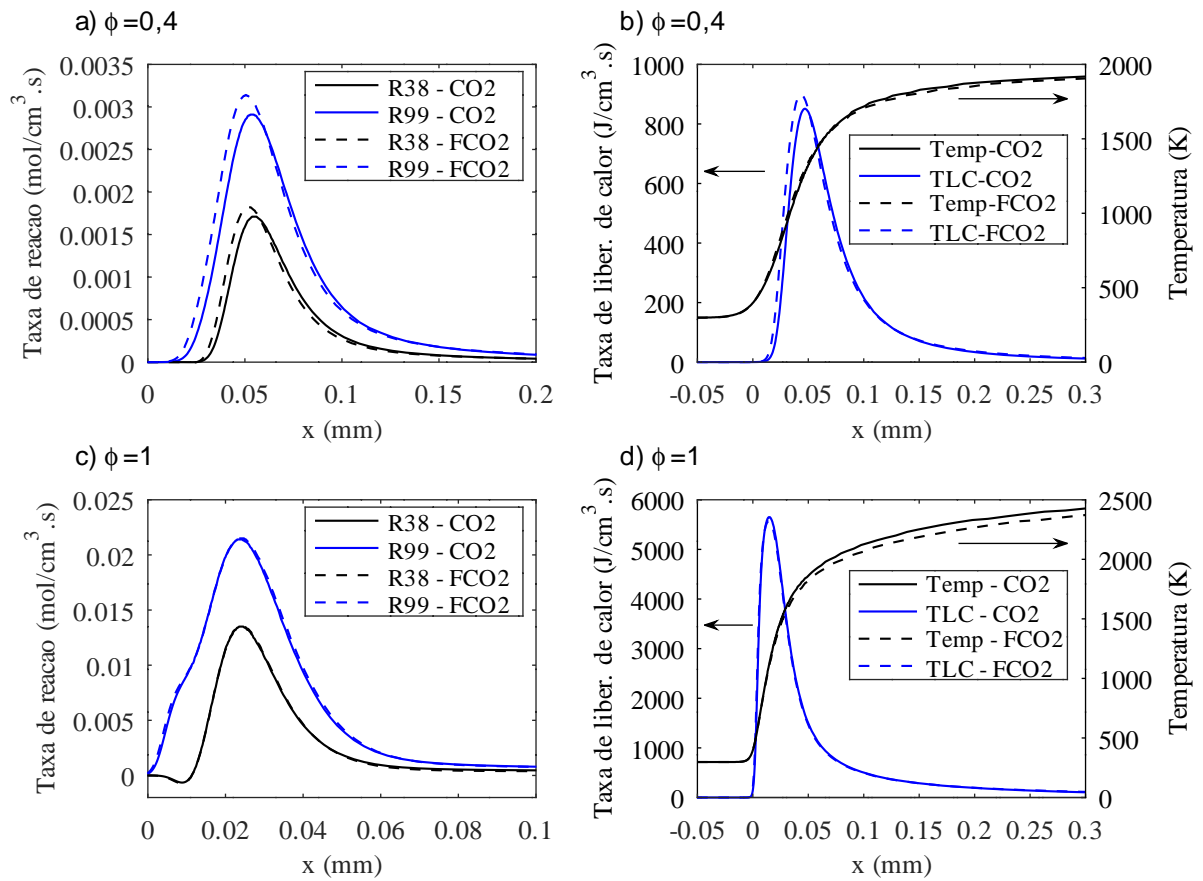 a) ϕ=0,4
Taxa de reacao (mol/cm³.s)
0.0035
0.003
0.0025
0.002
0.0015
0.001
0.0005
0
R38 - CO2
R99 - CO2
R38 - FCO2
R99 - FCO2
0 0.05 0.1 0.15 0.2
x (mm)
b) ϕ=0,4
Taxa de liber. de calor (J/cm³.s)
1000
800
600
400
200
0
Temp-CO2
TLC-CO2
Temp-FCO2
TLC-FCO2
2000
1500
1000
500
0
Temperatura (K)
-0.05 0 0.05 0.1 0.15 0.2 0.25 0.3
x (mm)
c) ϕ=1
Taxa de reacao (mol/cm³.s)
0.025
0.02
0.015
0.01
0.005
0
R38 - CO2
R99 - CO2
R38 - FCO2
R99 - FCO2
0 0.02 0.04 0.06 0.08 0.1
x (mm)
d) ϕ=1
Taxa de liber. de calor (J/cm³.s)
6000
5000
4000
3000
2000
1000
0
Temp - CO2
TLC - CO2
Temp - FCO2
TLC - FCO2
2500
2000
1500
1000
500
0
Temperatura (K)
-0.05 0 0.05 0.1 0.15 0.2 0.25 0.3
x (mm)